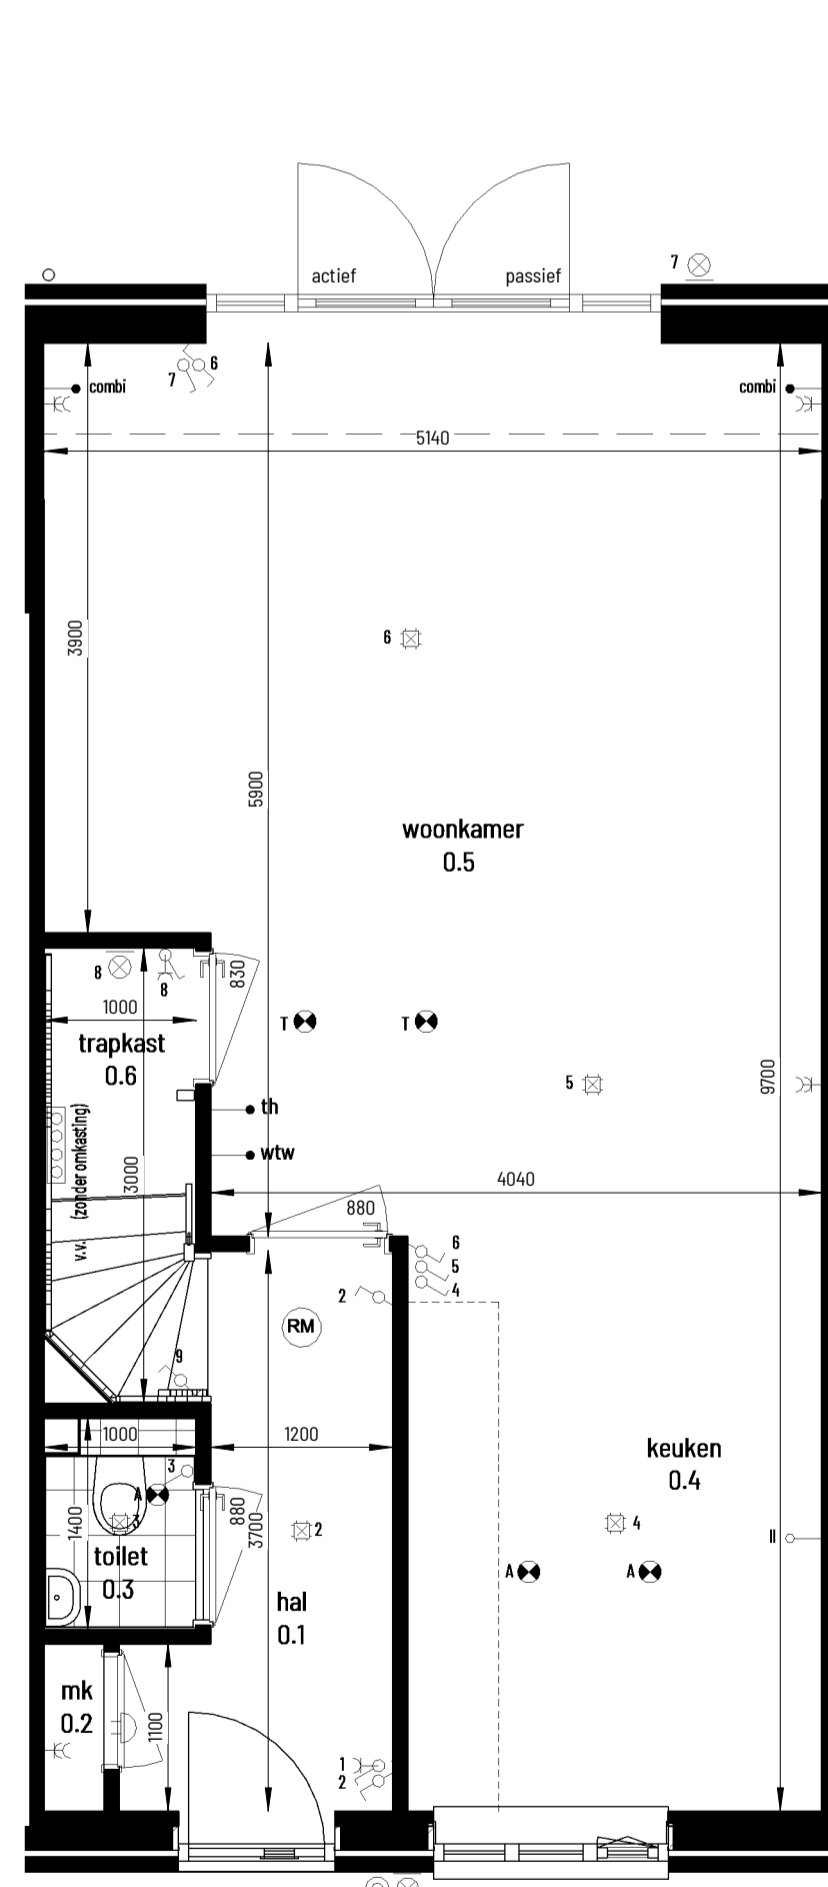 actief
passief
7
6
7
combi
combi
5140
3900
6
5900
woonkamer
0.5
8
8
830
1000
trapkast
0.6
T
T
5
9700
th
wtw
(zonder omkasting)
v.v.
3000
4040
880
6
5
4
2
RM
9
1000
1200
keuken
0.4
3
A
3
1400
880
3700
2
4
II
toilet
0.3
A
A
hal
0.1
mk
0.2
1100
1
2